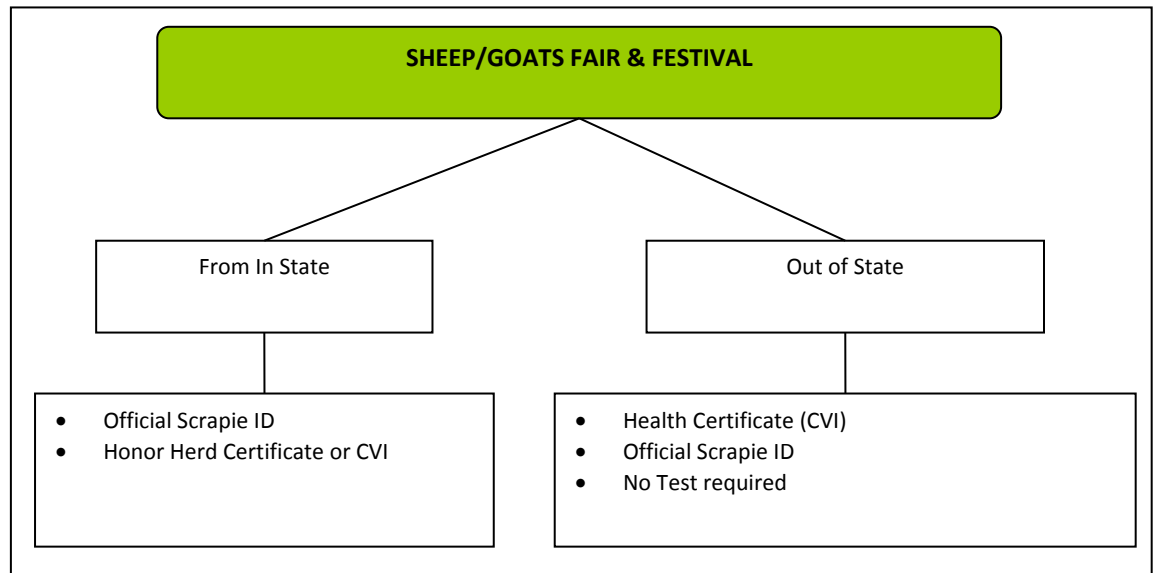 SHEEP/GOATS FAIR & FESTIVAL
From In State
Out of State
• Official Scrapie ID
• Honor Herd Certificate or CVI
• Health Certificate (CVI)
• Official Scrapie ID
• No Test required